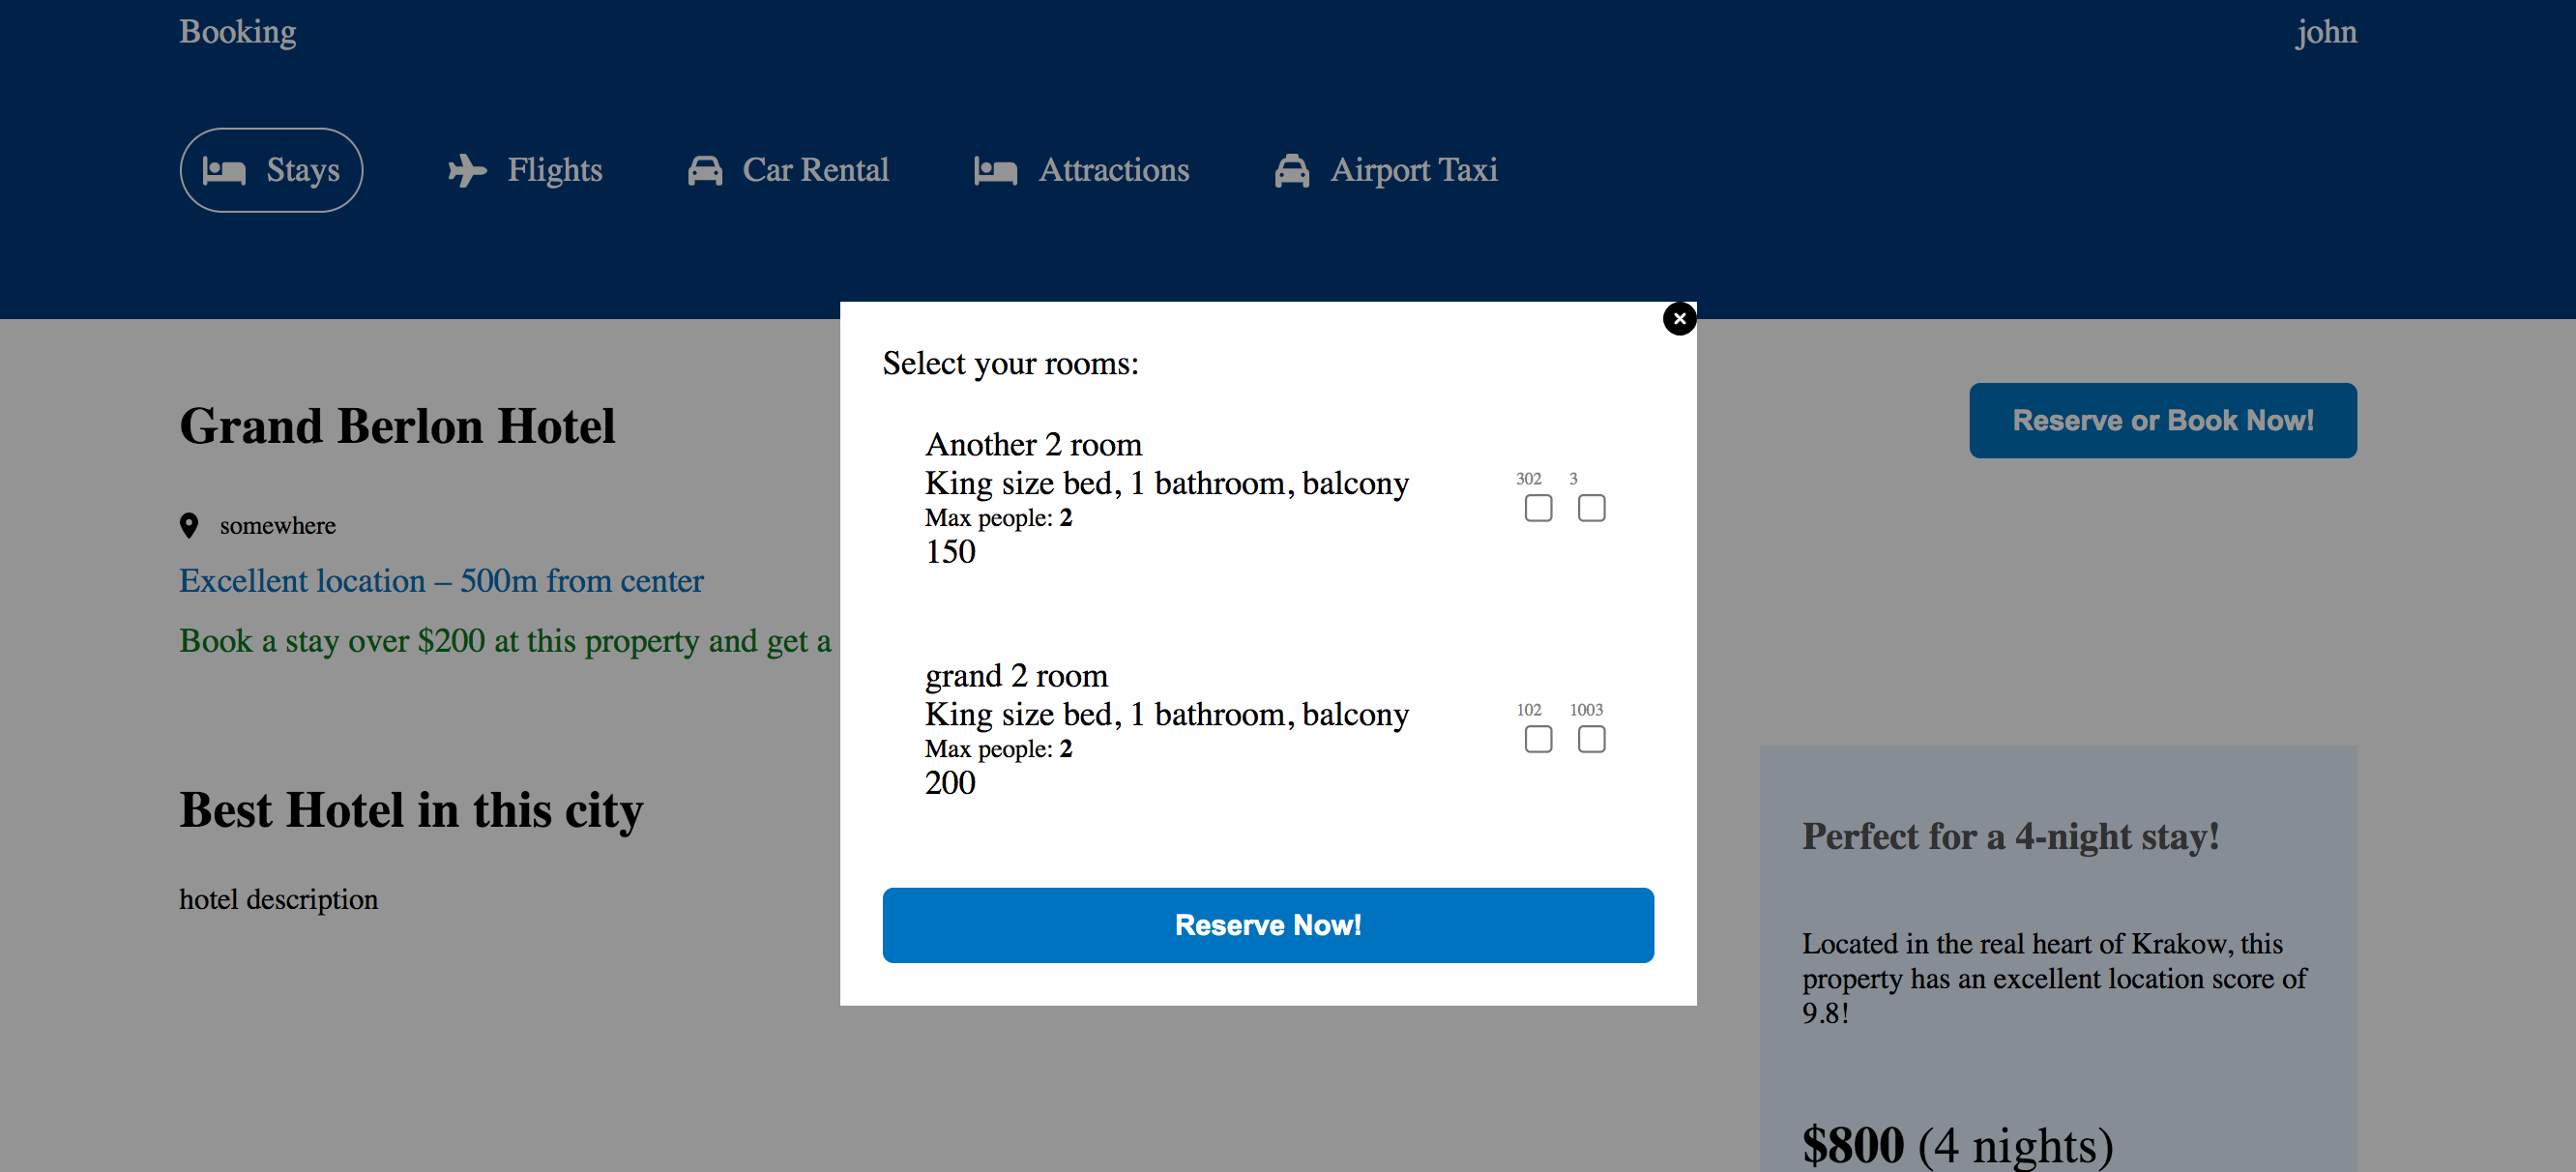 Booking
john
Stays
Flights
Car Rental
Attractions
Airport Taxi
Grand Berlon Hotel
Reserve or Book Now!
somewhere
Excellent location – 500m from center
Book a stay over $200 at this property and get a
Best Hotel in this city
hotel description
Select your rooms:
Another 2 room
King size bed, 1 bathroom, balcony
Max people: 2
150
302
3
grand 2 room
King size bed, 1 bathroom, balcony
Max people: 2
200
102
1003
Reserve Now!
Perfect for a 4-night stay!
Located in the real heart of Krakow, this
property has an excellent location score of
9.8!
$800 (4 nights)